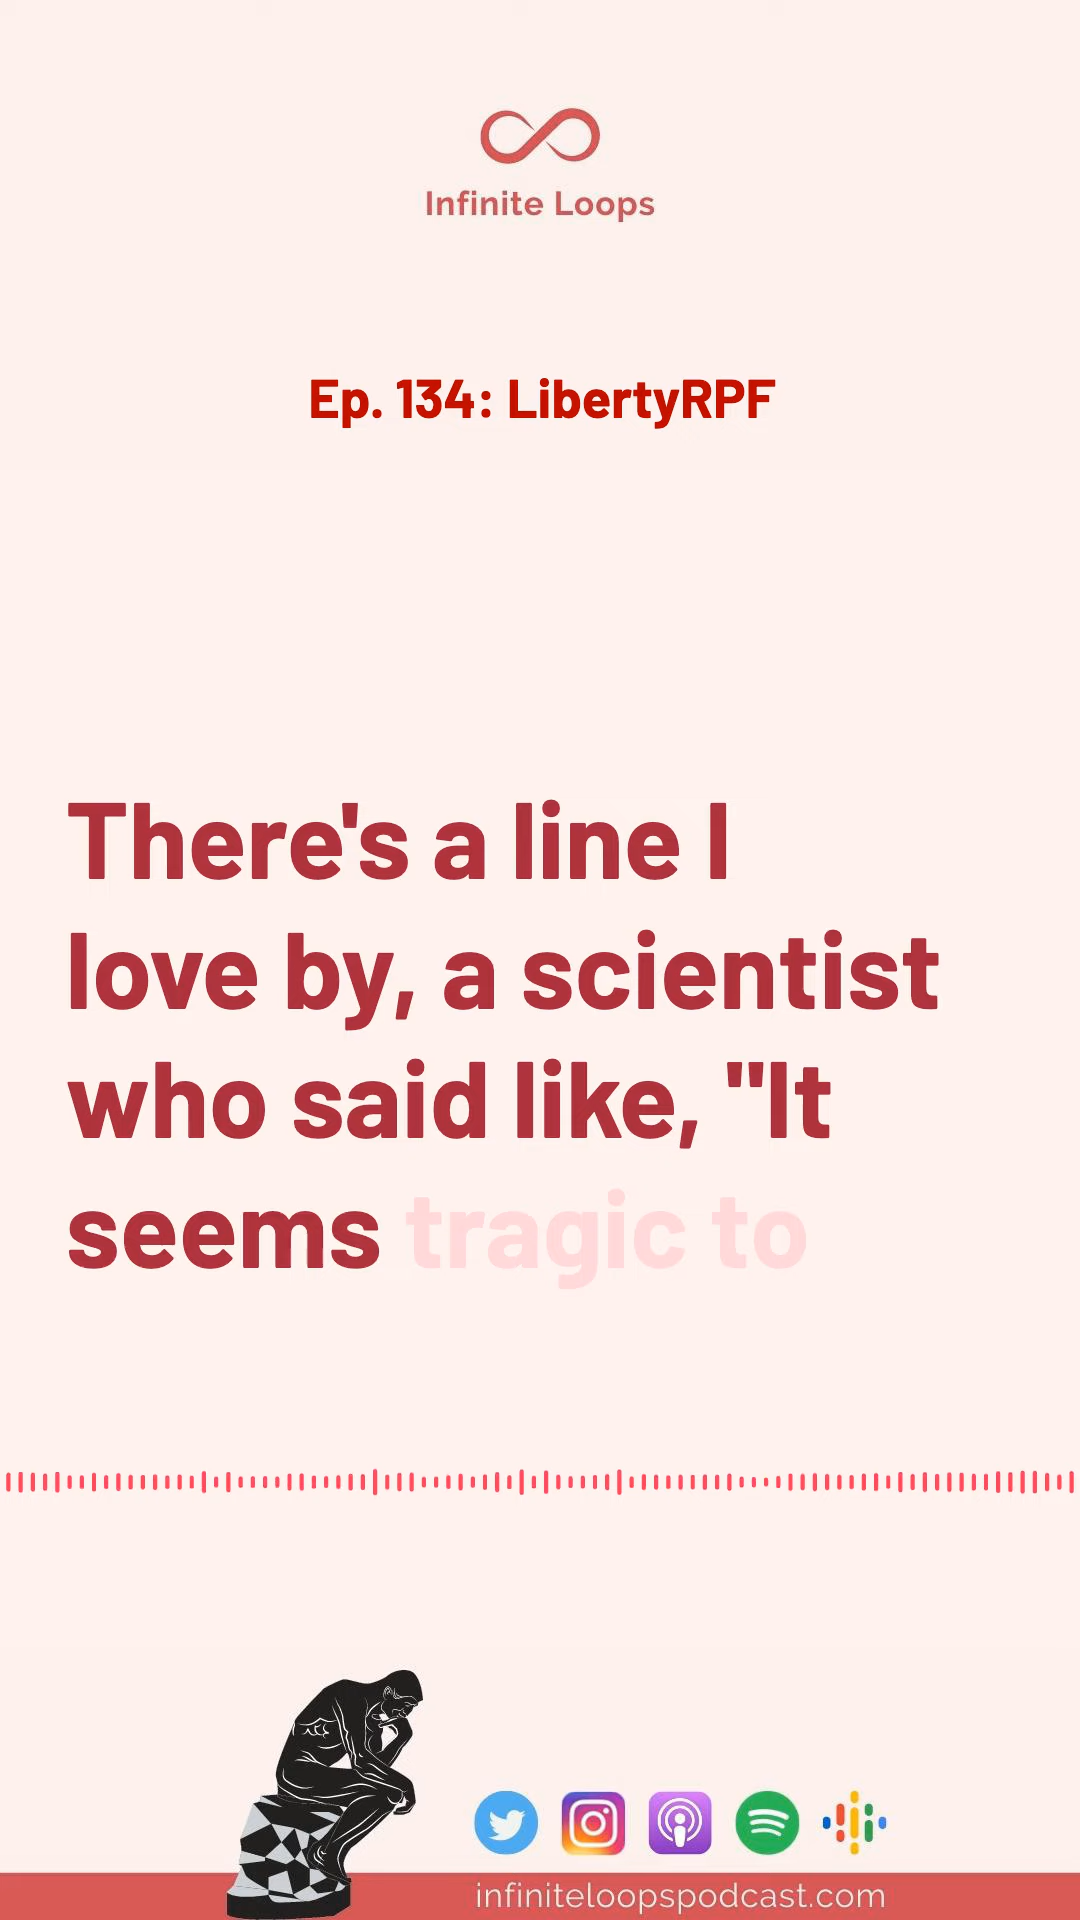 Infinite Loops
Ep. 134: LibertyRPF
There's a line I
love by, a scientist
who said like, "It
seems tragic to
infiniteloopspodcast.com